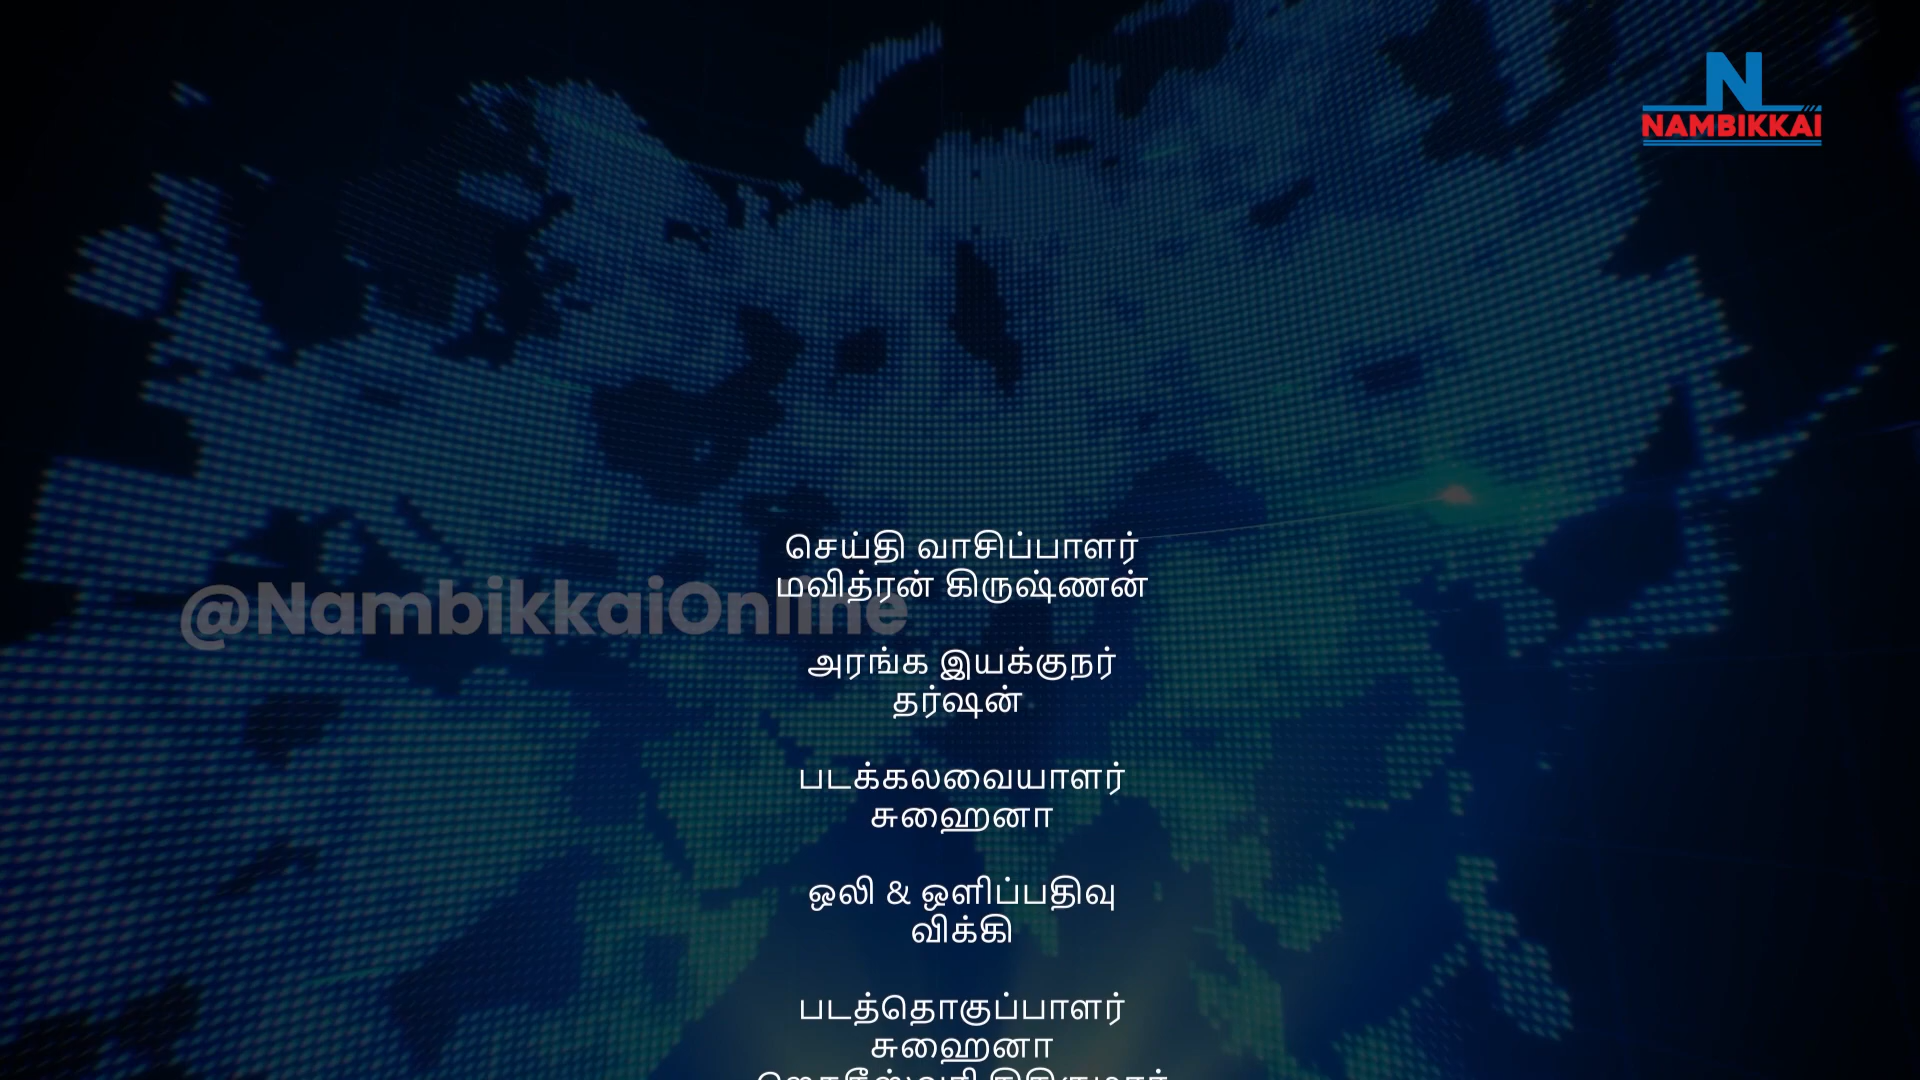 N
NAMBIKKAI
செய்தி வாசிப்பாளர்
மவித்ரன் கிருஷ்ணன்
@NambikkaiOnline
அரங்க இயக்குநர்
தர்ஷன்
படக்கலவையாளர்
சுஹைனா
ஒலி & ஒளிப்பதிவு
விக்கி
படத்தொகுப்பாளர்
சுஹைனா